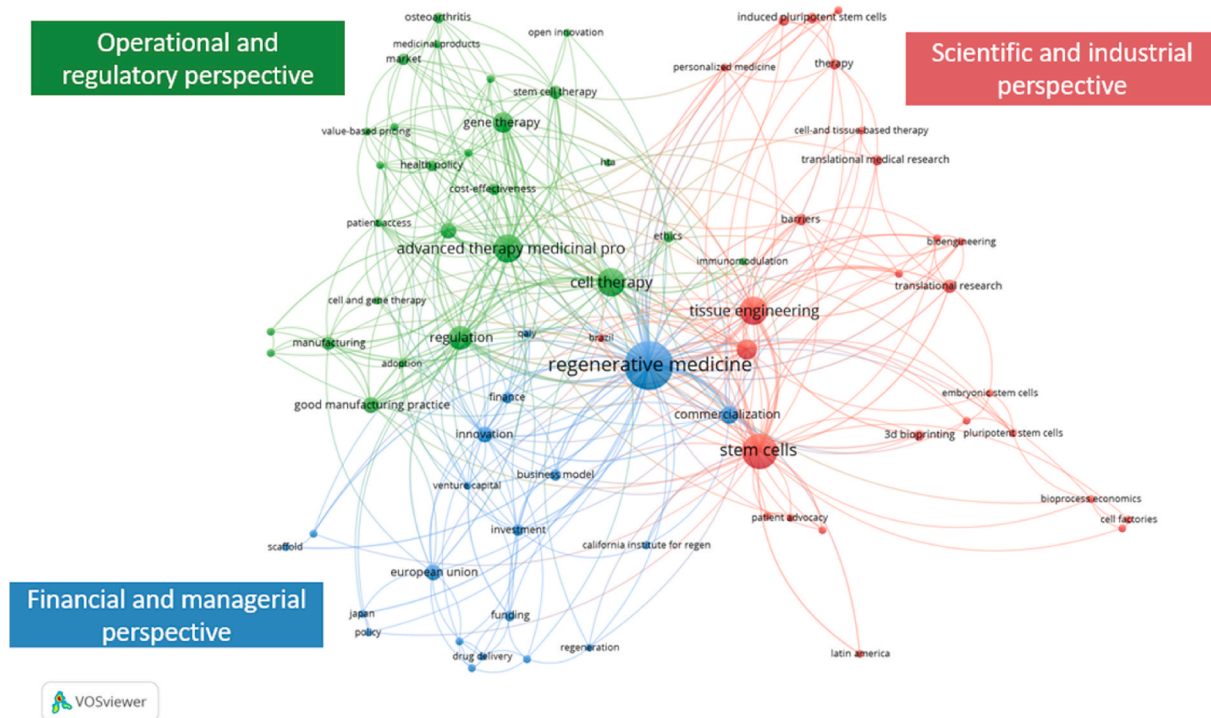 Operational and
regulatory perspective
Scientific and industrial
perspective
Financial and managerial
perspective
osteoarthritis
open innovation
medicinal products
market
stem cell therapy
gene therapy
value-based pricing
health policy
hta
cost-effectiveness
patient access
ethics
advanced therapy medicinal pro
immunomodulation
cell therapy
cell and gene therapy
regulation
manufacturing
adoption
good manufacturing practice
induced pluripotent stem cells
personalized medicine
therapy
cell-and tissue-based therapy
translational medical research
barriers
bioengineering
translational research
tissue engineering
brazil
embryonic stem cells
3d bioprinting
pluripotent stem cells
stem cells
bioprocess economics
cell factories
patient advocacy
latin america
qaly
regenerative medicine
finance
commercialization
innovation
business model
venture capital
investment
california institute for regen
scaffold
european union
japan
policy
funding
drug delivery
regeneration
VOSviewer